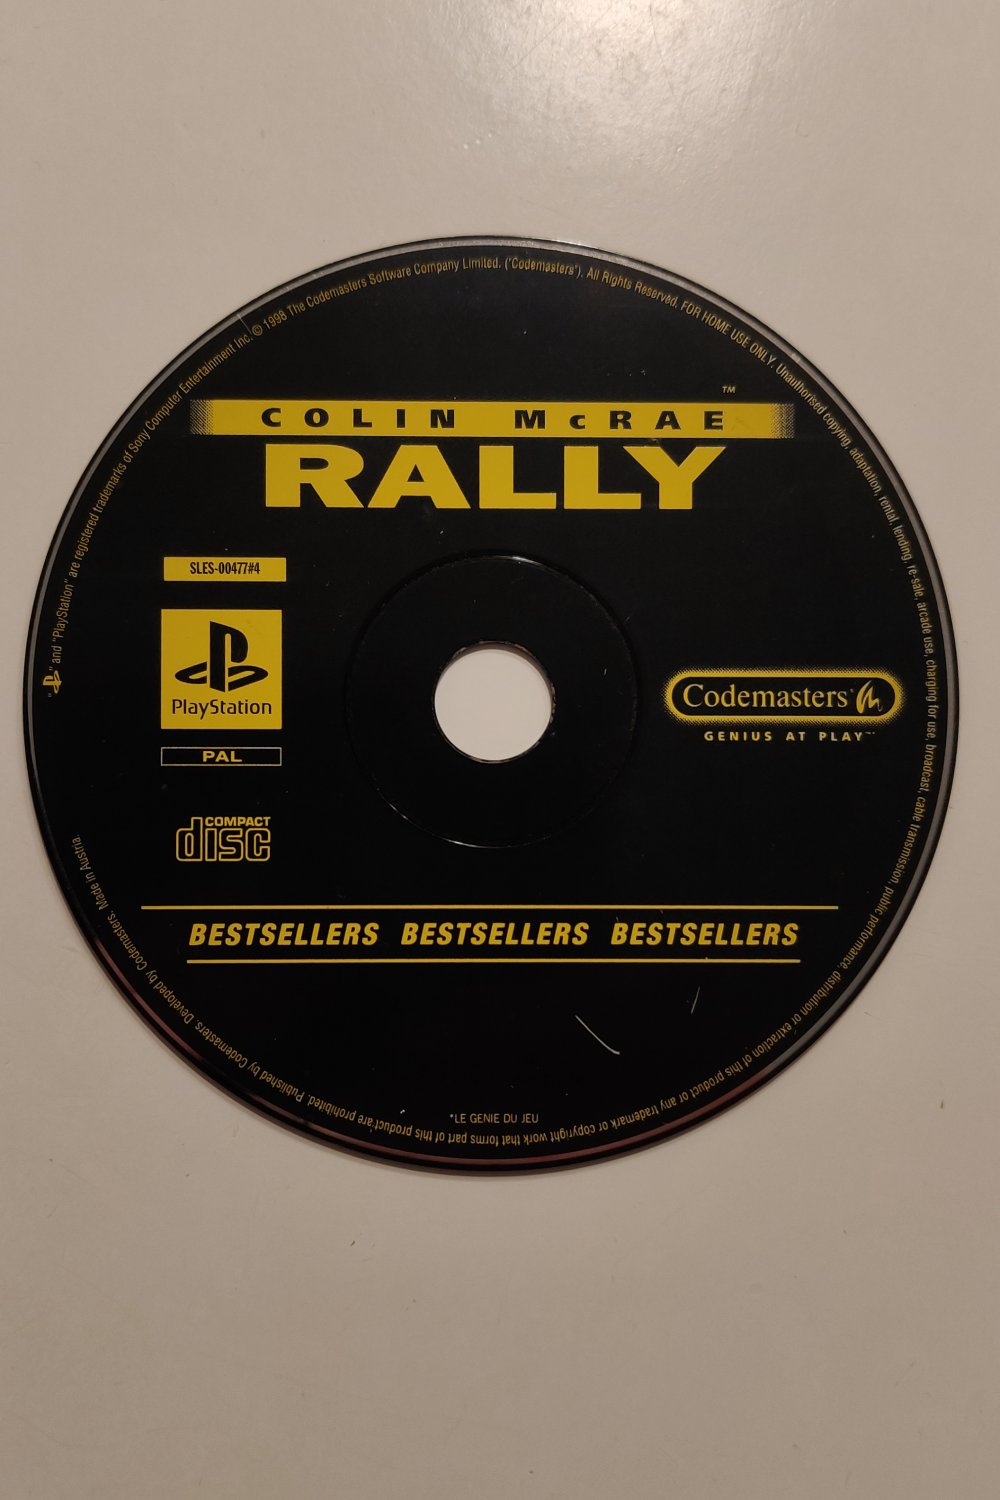 "PS" and "PlayStation" are registered trademarks of Sony Computer Entertainment Inc. © 1998 The Codemasters Software Company Limited. ("Codemasters"). All Rights Reserved. FOR HOME USE ONLY. Unauthorised copying, adaptation, rental, lending, re-sale, arcade use, charging for use, broadcast, cable transmission, public performance, distribution or extraction of this product or any trademark or copyright work that forms part of this product are prohibited. Published by Codemasters. Developed by Codemasters. Made in Austria.
COLIN McRAE™
RALLY
SLES-00477#4
PlayStation
PAL
COMPACT
disc
Codemasters®
GENIUS AT PLAY™*
BESTSELLERS BESTSELLERS BESTSELLERS
*LE GENIE DU JEU